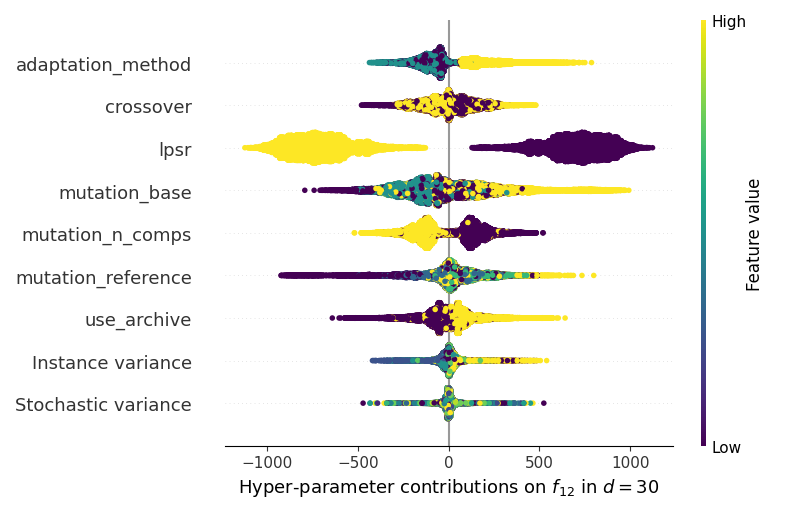 High
adaptation_method
crossover
lpsr
mutation_base
mutation_n_comps
mutation_reference
use_archive
Instance variance
Stochastic variance
Feature value
Low
−1000 −500 0 500 1000
Hyper-parameter contributions on f₁₂ in d = 30